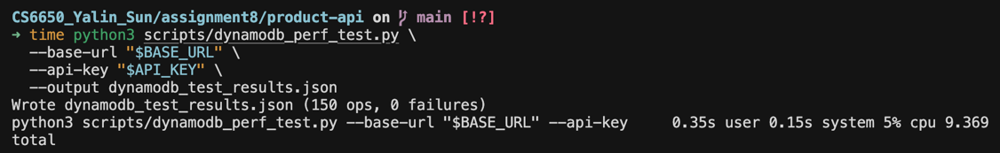 CS6650_Yalin_Sun/assignment8/product-api on  main [!?]
➜ time python3 scripts/dynamodb_perf_test.py \
--base-url "$BASE_URL" \
--api-key "$API_KEY" \
--output dynamodb_test_results.json
Wrote dynamodb_test_results.json (150 ops, 0 failures)
python3 scripts/dynamodb_perf_test.py --base-url "$BASE_URL" --api-key 0.35s user 0.15s system 5% cpu 9.369
total